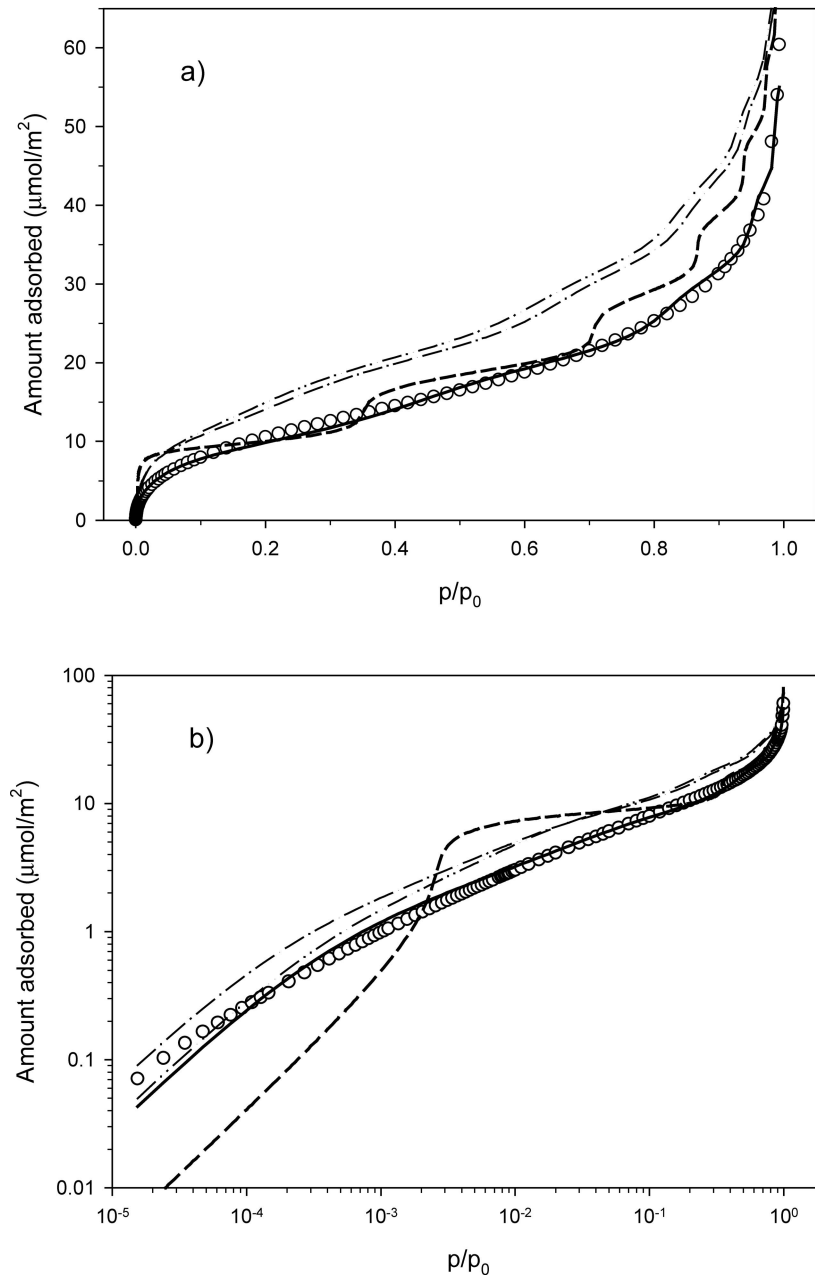 a)
Amount adsorbed (μmol/m²)
60
50
40
30
20
10
0
0.0 0.2 0.4 0.6 0.8 1.0
p/p₀
b)
Amount adsorbed (μmol/m²)
100
10
1
0.1
0.01
10⁻⁵ 10⁻⁴ 10⁻³ 10⁻² 10⁻¹ 10⁰
p/p₀